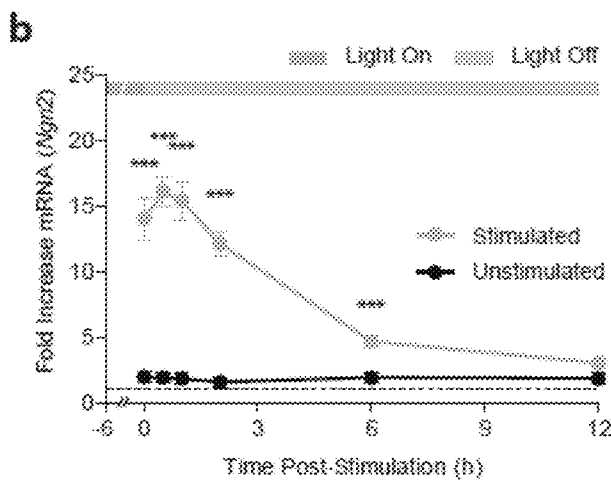 b
Light On Light Off
25
20
15
10
5
0
Fold Increase mRNA (Ngn2)
Stimulated
Unstimulated
-6 0 3 6 9 12
Time Post-Stimulation (h)